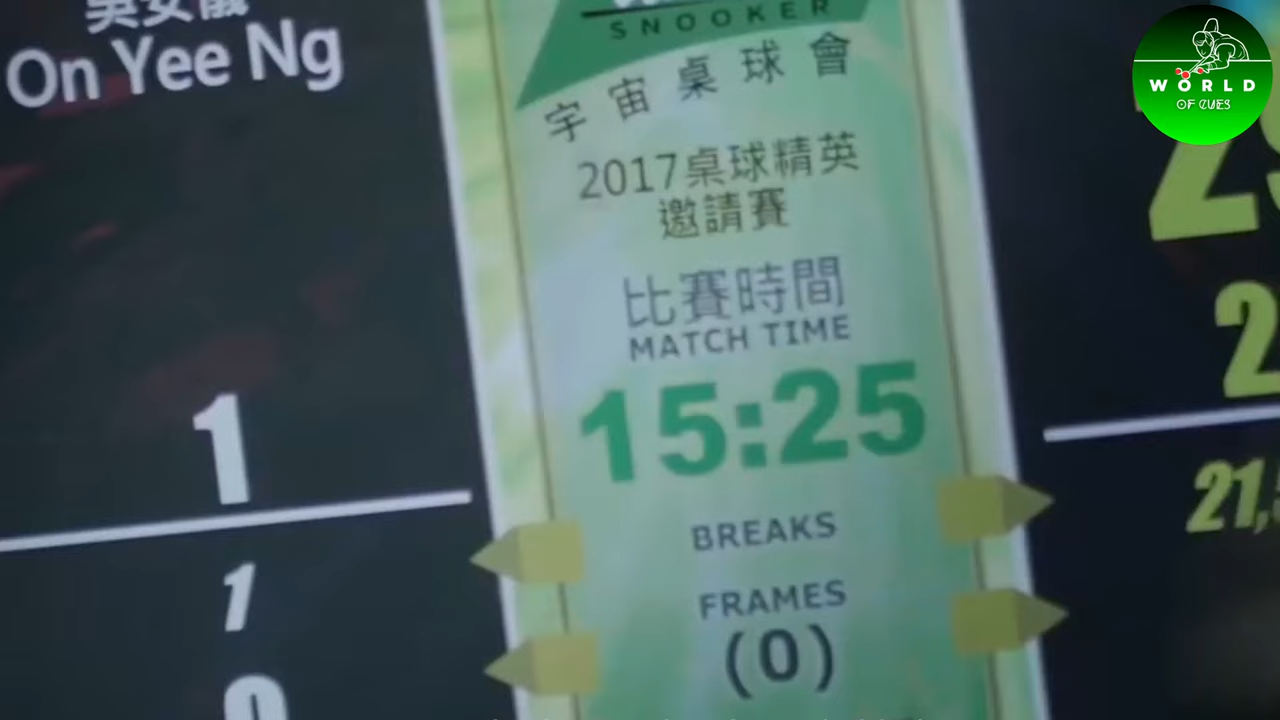 On Yee Ng
1
1
SNOOKER
宇宙桌球會
2017桌球精英
邀請賽
比賽時間
MATCH TIME
15:25
BREAKS
FRAMES
(0)
2
21,
WORLD
OF CUES